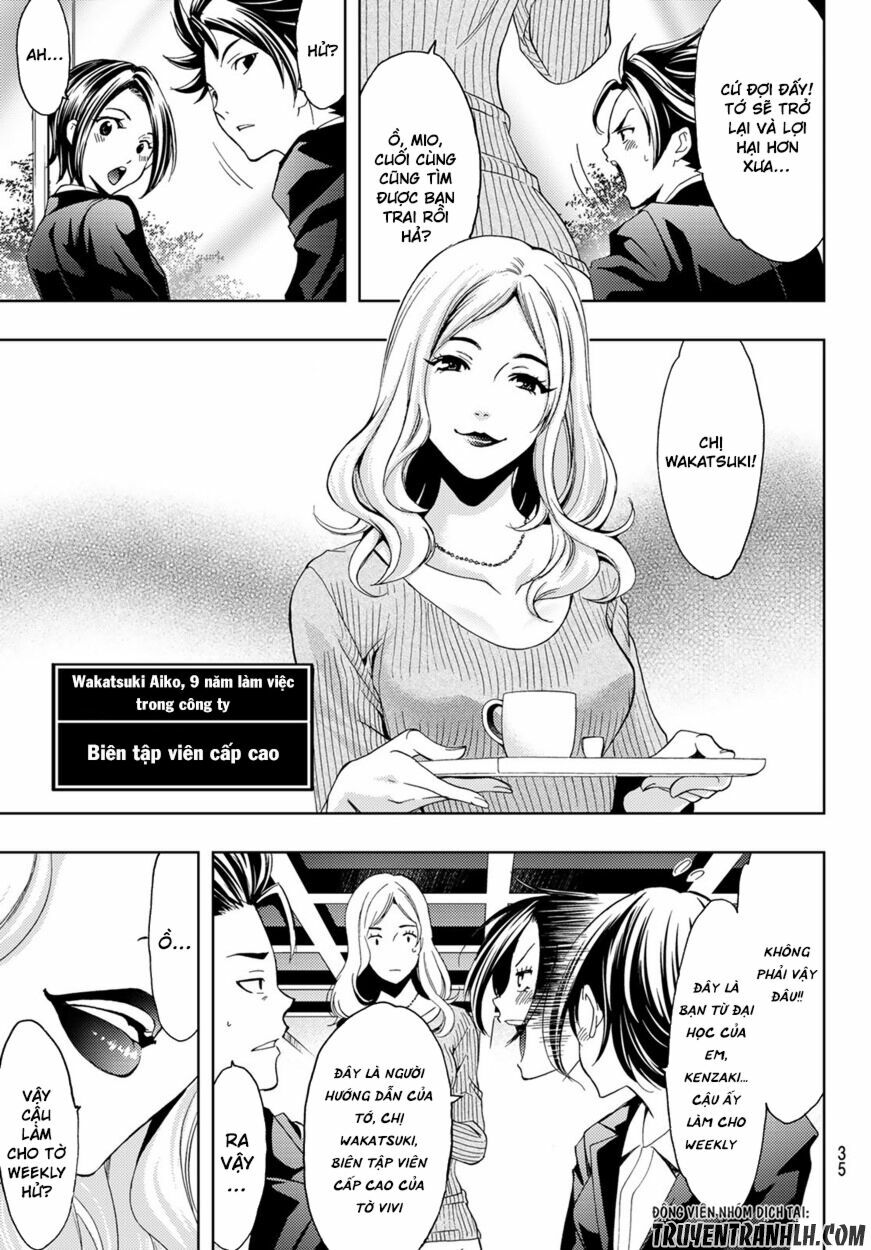 CỨ ĐỢI ĐẤY!
TỚ SẼ TRỞ
LẠI VÀ LỢI
HẠI HƠN
XƯA...
Ồ, MIO,
CUỐI CÙNG
CŨNG TÌM
ĐƯỢC BẠN
TRAI RỒI
HẢ?
HỬ?
AH...
CHỊ
WAKATSUKI!
Wakatsuki Aiko, 9 năm làm việc
trong công ty
Biên tập viên cấp cao
KHÔNG
PHẢI VẬY
ĐÂU!!
ĐÂY LÀ
BẠN TỪ ĐẠI
HỌC CỦA
EM,
KENZAKI...
CẬU ẤY
LÀM CHO
WEEKLY
ĐÂY LÀ NGƯỜI
HƯỚNG DẪN CỦA
TỚ, CHỊ
WAKATSUKI,
BIÊN TẬP VIÊN
CẤP CAO CỦA
TỜ VIVI
RA
VẬY...
Ồ...
VẬY
CẬU
LÀM
CHO TỜ
WEEKLY
HỬ?
35
ĐỘNG VIÊN NHÓM DỊCH TẠI:
TRUYENTRANHLH.COM